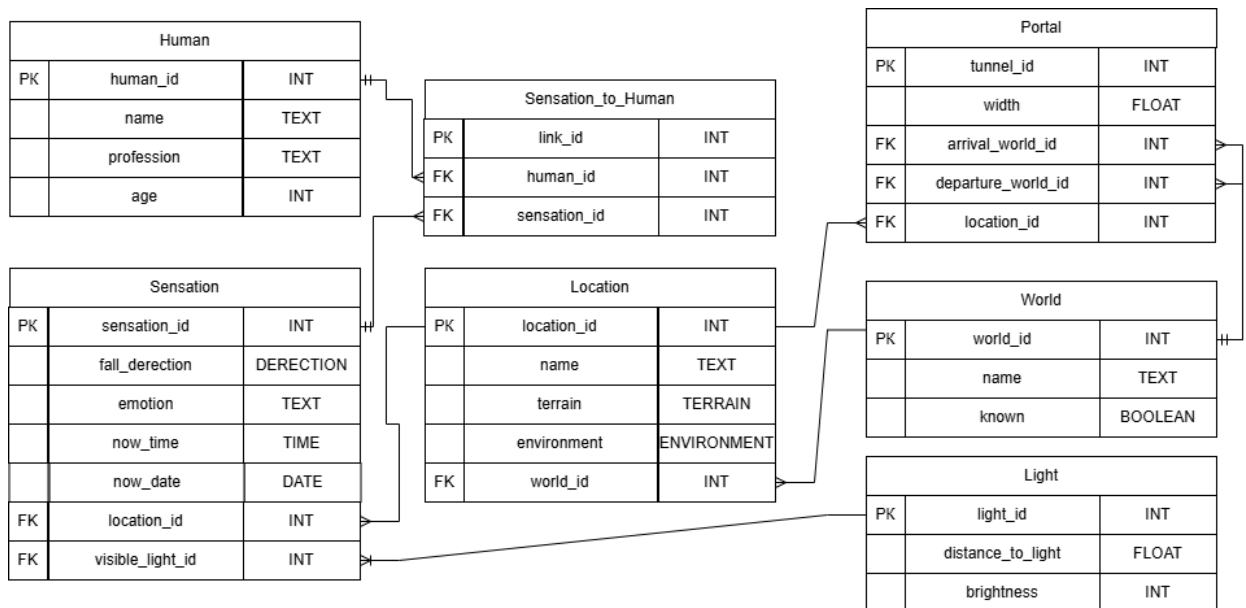 Human
PK human_id INT
name TEXT
profession TEXT
age INT
Sensation_to_Human
PK link_id INT
FK human_id INT
FK sensation_id INT
Portal
PK tunnel_id INT
width FLOAT
FK arrival_world_id INT
FK departure_world_id INT
FK location_id INT
Sensation
PK sensation_id INT
fall_derection DERECTION
emotion TEXT
now_time TIME
now_date DATE
FK location_id INT
FK visible_light_id INT
Location
PK location_id INT
name TEXT
terrain TERRAIN
environment ENVIRONMENT
FK world_id INT
World
PK world_id INT
name TEXT
known BOOLEAN
Light
PK light_id INT
distance_to_light FLOAT
brightness INT